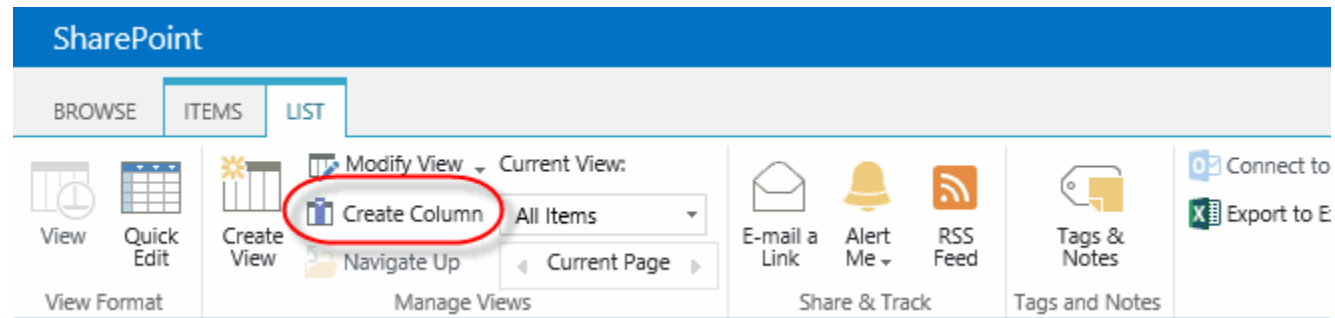 SharePoint
BROWSE ITEMS LIST
Modify View Current View:
Connect to
Create Column All Items
Export to E
View Quick Edit Create View E-mail a Link Alert Me RSS Feed Tags & Notes
Navigate Up Current Page
View Format Manage Views Share & Track Tags and Notes